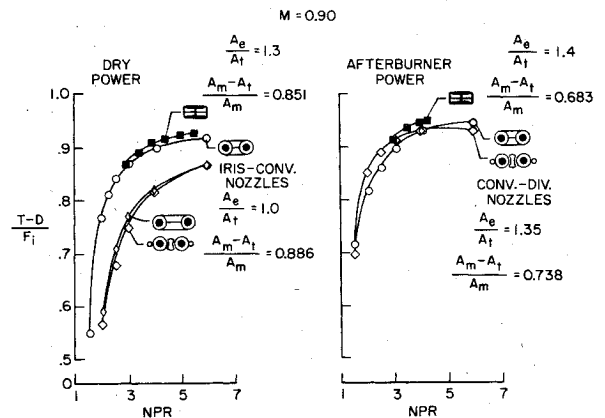 M = 0.90
DRY
POWER
Ae/At = 1.3
Am–At/Am = 0.851
AFTERBURNER
POWER
Ae/At = 1.4
Am–At/Am = 0.683
1.0
.9
.8
.7
.6
.5
0
T-D/Fi
IRIS-CONV.
NOZZLES
Ae/At = 1.0
Am–At/Am = 0.886
CONV.-DIV.
NOZZLES
Ae/At = 1.35
Am–At/Am = 0.738
1 3 5 7
NPR
1 3 5 7
NPR